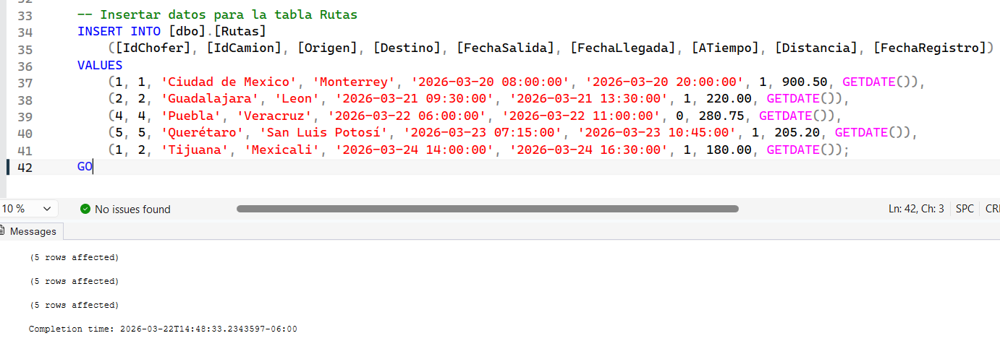 33 -- Insertar datos para la tabla Rutas
34 INSERT INTO [dbo].[Rutas]
35 ([IdChofer], [IdCamion], [Origen], [Destino], [FechaSalida], [FechaLlegada], [ATiempo], [Distancia], [FechaRegistro])
36 VALUES
37 (1, 1, 'Ciudad de Mexico', 'Monterrey', '2026-03-20 08:00:00', '2026-03-20 20:00:00', 1, 900.50, GETDATE()),
38 (2, 2, 'Guadalajara', 'Leon', '2026-03-21 09:30:00', '2026-03-21 13:30:00', 1, 220.00, GETDATE()),
39 (4, 4, 'Puebla', 'Veracruz', '2026-03-22 06:00:00', '2026-03-22 11:00:00', 0, 280.75, GETDATE()),
40 (5, 5, 'Querétaro', 'San Luis Potosí', '2026-03-23 07:15:00', '2026-03-23 10:45:00', 1, 205.20, GETDATE()),
41 (1, 2, 'Tijuana', 'Mexicali', '2026-03-24 14:00:00', '2026-03-24 16:30:00', 1, 180.00, GETDATE());
42 GO
10 % No issues found Ln: 42, Ch: 3 SPC
Messages
(5 rows affected)
(5 rows affected)
(5 rows affected)
Completion time: 2026-03-22T14:48:33.2343597-06:00